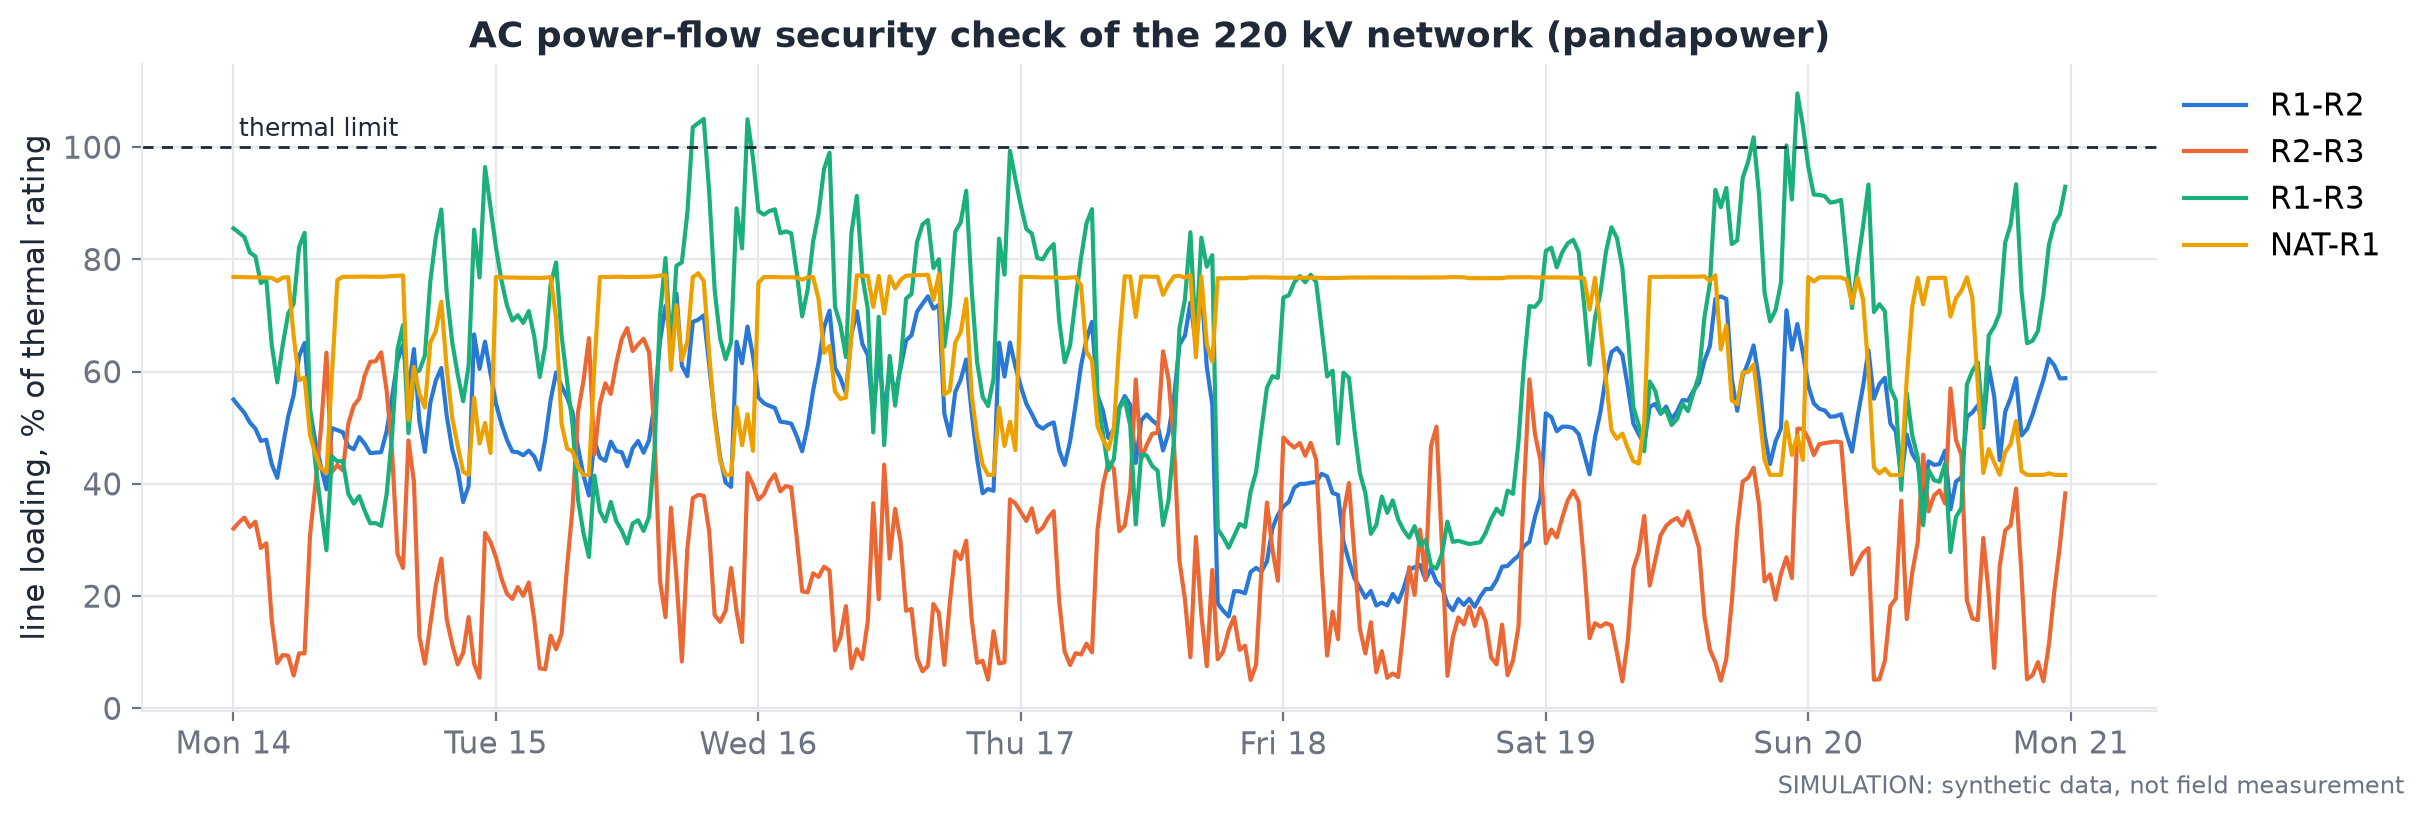 AC power-flow security check of the 220 kV network (pandapower)
line loading, % of thermal rating
thermal limit
100
80
60
40
20
0
Mon 14
Tue 15
Wed 16
Thu 17
Fri 18
Sat 19
Sun 20
Mon 21
R1-R2
R2-R3
R1-R3
NAT-R1
SIMULATION: synthetic data, not field measurement